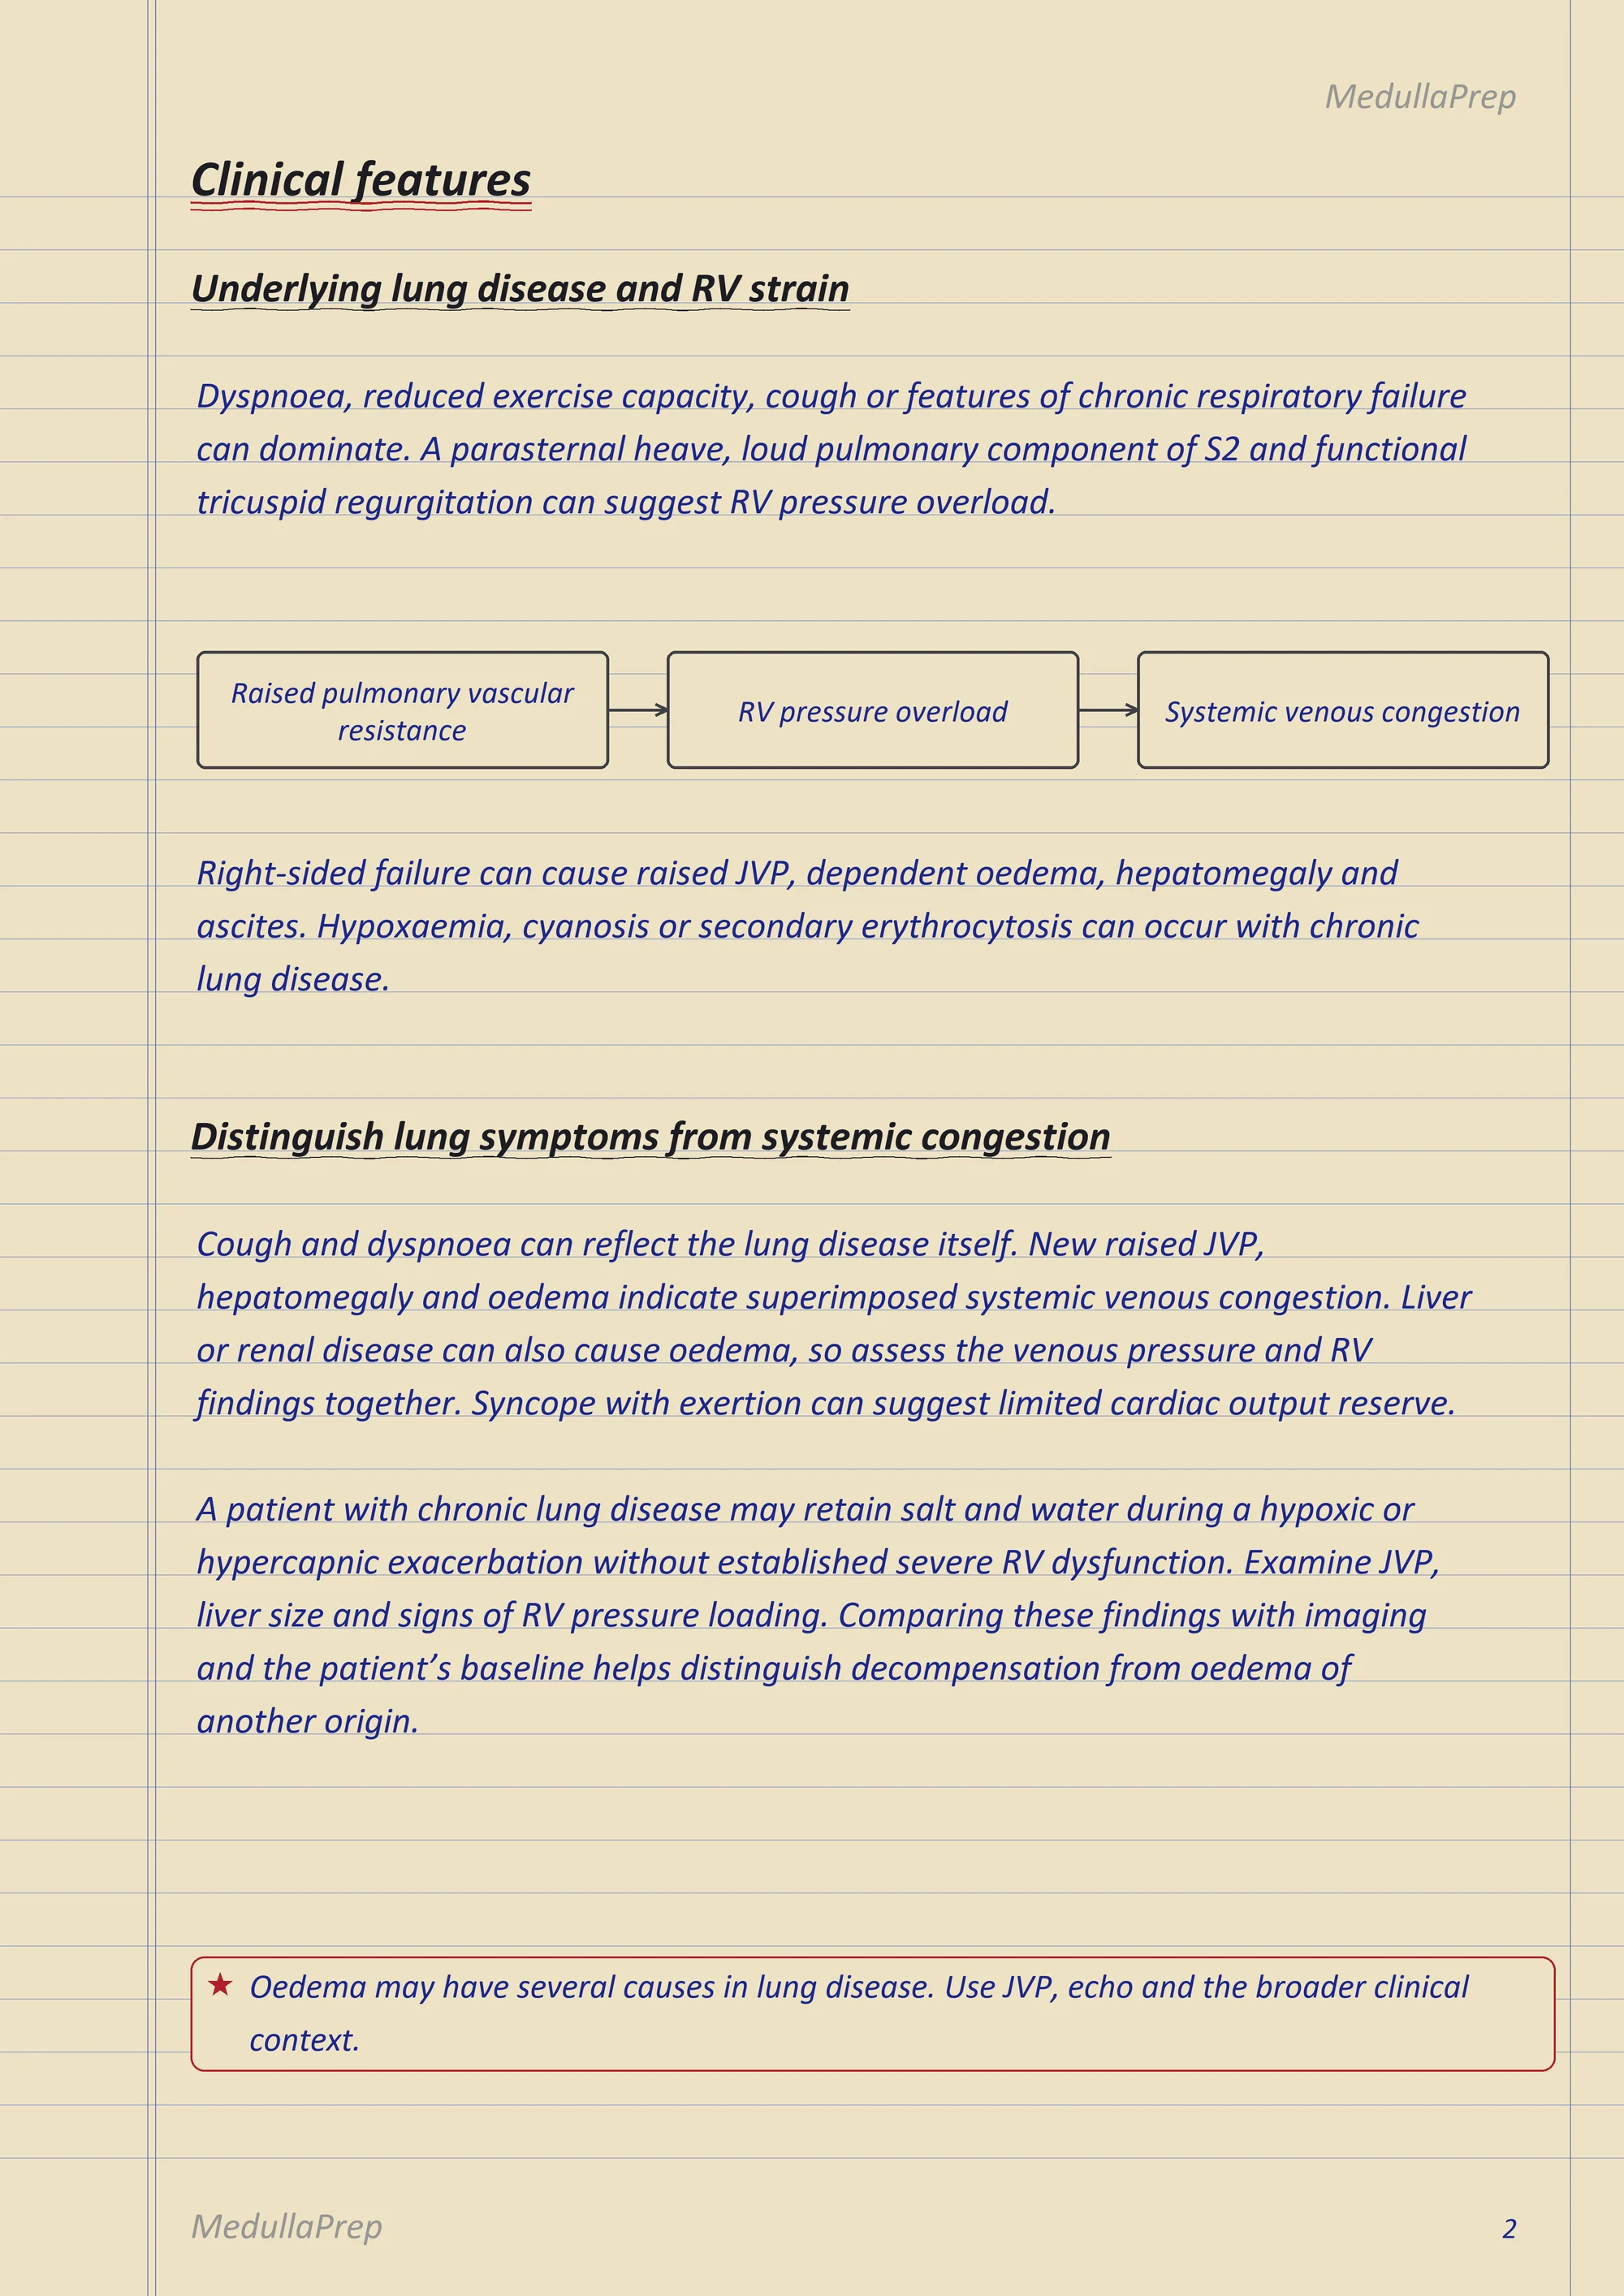 MedullaPrep
Clinical features
Underlying lung disease and RV strain
Dyspnoea, reduced exercise capacity, cough or features of chronic respiratory failure
can dominate. A parasternal heave, loud pulmonary component of S2 and functional
tricuspid regurgitation can suggest RV pressure overload.
Raised pulmonary vascular
resistance
RV pressure overload
Systemic venous congestion
Right-sided failure can cause raised JVP, dependent oedema, hepatomegaly and
ascites. Hypoxaemia, cyanosis or secondary erythrocytosis can occur with chronic
lung disease.
Distinguish lung symptoms from systemic congestion
Cough and dyspnoea can reflect the lung disease itself. New raised JVP,
hepatomegaly and oedema indicate superimposed systemic venous congestion. Liver
or renal disease can also cause oedema, so assess the venous pressure and RV
findings together. Syncope with exertion can suggest limited cardiac output reserve.
A patient with chronic lung disease may retain salt and water during a hypoxic or
hypercapnic exacerbation without established severe RV dysfunction. Examine JVP,
liver size and signs of RV pressure loading. Comparing these findings with imaging
and the patient’s baseline helps distinguish decompensation from oedema of
another origin.
★ Oedema may have several causes in lung disease. Use JVP, echo and the broader clinical
context.
MedullaPrep
2